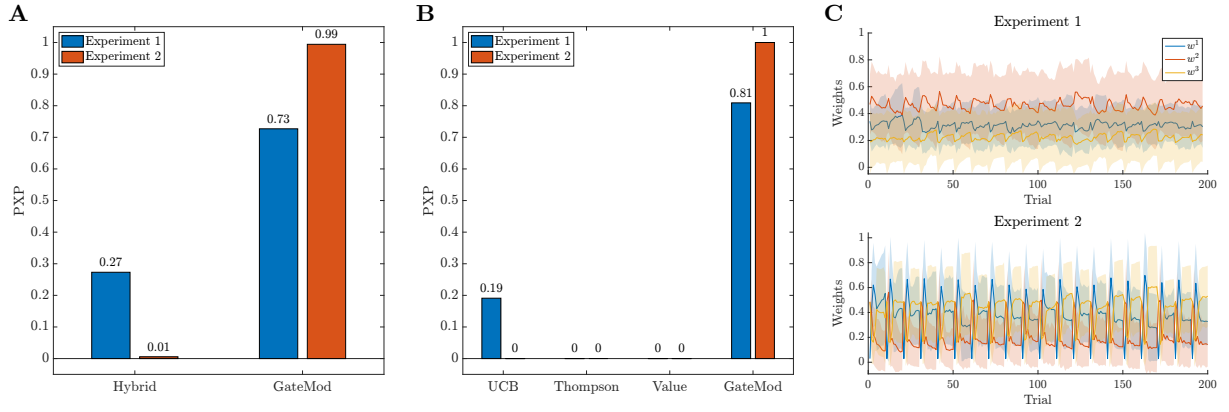 A
Experiment 1
Experiment 2
PXP
1
0.9
0.8
0.7
0.6
0.5
0.4
0.3
0.2
0.1
0
0.27
0.01
0.73
0.99
Hybrid
GateMod
B
Experiment 1
Experiment 2
PXP
1
0.9
0.8
0.7
0.6
0.5
0.4
0.3
0.2
0.1
0
0.19
0
0
0
0
0
0.81
1
UCB
Thompson
Value
GateMod
C
Experiment 1
w¹
w²
w³
Weights
1
0.8
0.6
0.4
0.2
0
0
50
100
150
200
Trial
Experiment 2
Weights
1
0.8
0.6
0.4
0.2
0
0
50
100
150
200
Trial